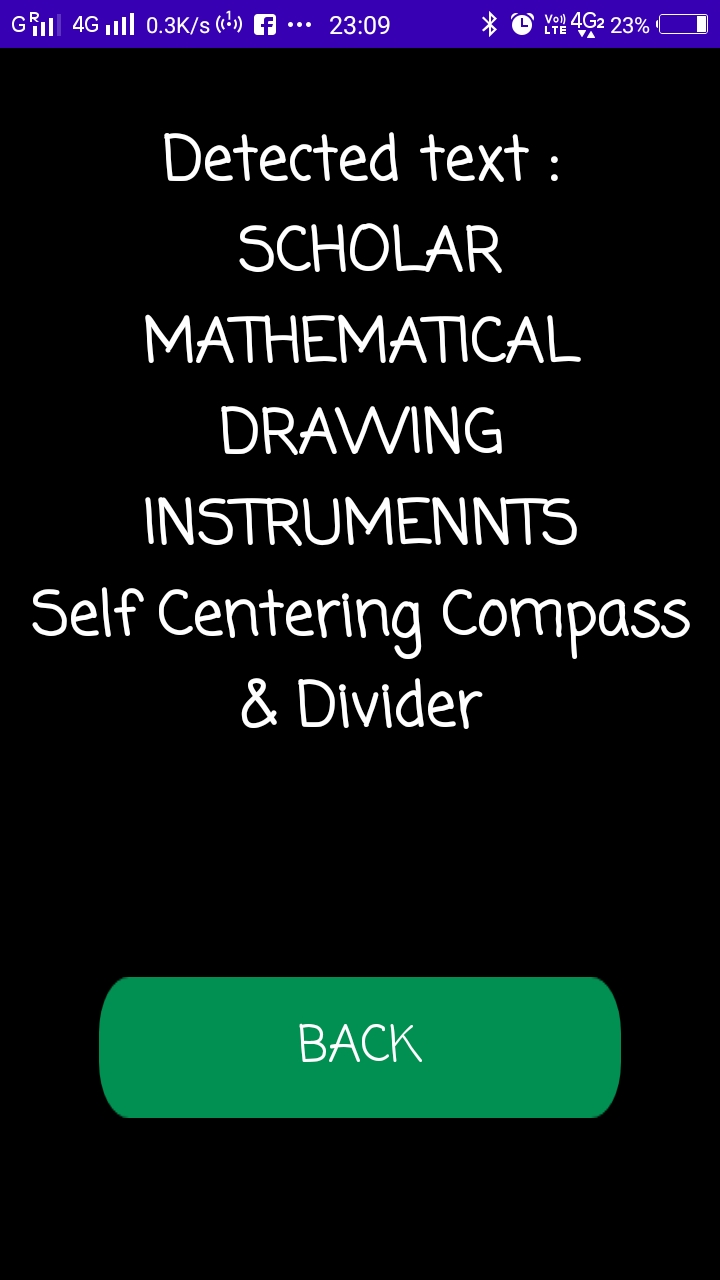 G R 4G 0.3K/s 1 f ... 23:09 Vo)) LTE 4G2 23%
Detected text :
SCHOLAR
MATHEMATICAL
DRAWING
INSTRUMENNTS
Self Centering Compass
& Divider
BACK